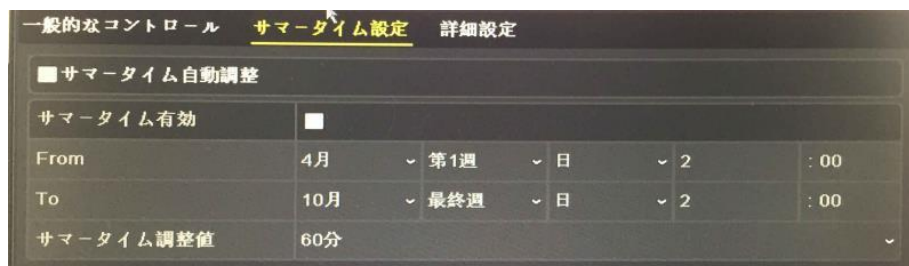 一般的なコントロール サマータイム設定 詳細設定
サマータイム自動調整
サマータイム有効
From 4月 第1週 日 2 : 00
To 10月 最終週 日 2 : 00
サマータイム調整値 60分